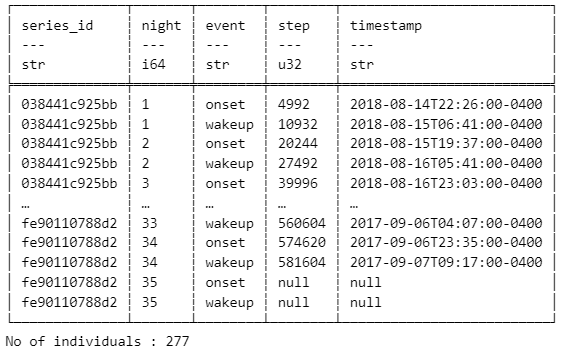 series_id night event step timestamp
--- --- --- --- ---
str i64 str u32 str
038441c925bb 1 onset 4992 2018-08-14T22:26:00-0400
038441c925bb 1 wakeup 10932 2018-08-15T06:41:00-0400
038441c925bb 2 onset 20244 2018-08-15T19:37:00-0400
038441c925bb 2 wakeup 27492 2018-08-16T05:41:00-0400
038441c925bb 3 onset 39996 2018-08-16T23:03:00-0400
… … … … …
fe90110788d2 33 wakeup 560604 2017-09-06T04:07:00-0400
fe90110788d2 34 onset 574620 2017-09-06T23:35:00-0400
fe90110788d2 34 wakeup 581604 2017-09-07T09:17:00-0400
fe90110788d2 35 onset null null
fe90110788d2 35 wakeup null null
No of individuals : 277